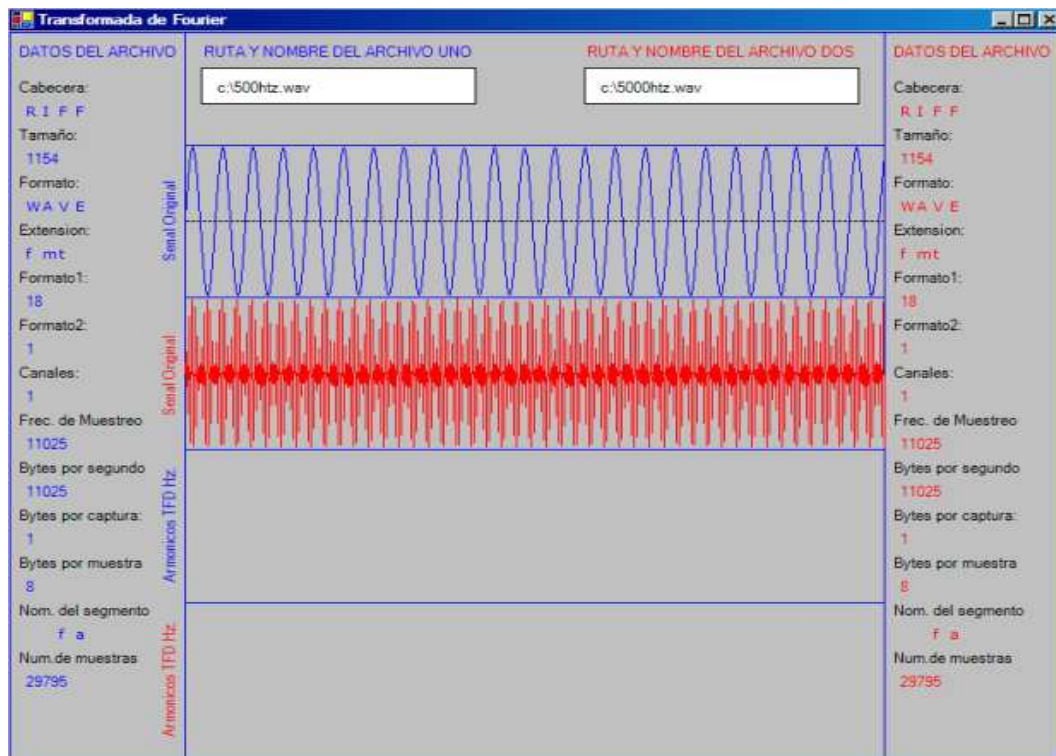 Transformada de Fourier
DATOS DEL ARCHIVO
Cabecera:
R I F F
Tamaño:
1154
Formato:
W A V E
Extension:
f mt
Formato1:
18
Formato2:
1
Canales:
1
Frec. de Muestreo
11025
Bytes por segundo
11025
Bytes por captura:
1
Bytes por muestra
8
Nom. del segmento
f a
Num.de muestras
29795
RUTA Y NOMBRE DEL ARCHIVO UNO
c:\500htz.wav
RUTA Y NOMBRE DEL ARCHIVO DOS
c:\5000htz.wav
Senal Original
Senal Original
Armonicos TFD Hz.
Armonicos TFD Hz.
DATOS DEL ARCHIVO
Cabecera:
R I F F
Tamaño:
1154
Formato:
W A V E
Extension:
f mt
Formato1:
18
Formato2:
1
Canales:
1
Frec. de Muestreo
11025
Bytes por segundo
11025
Bytes por captura:
1
Bytes por muestra
8
Nom. del segmento
f a
Num.de muestras
29795